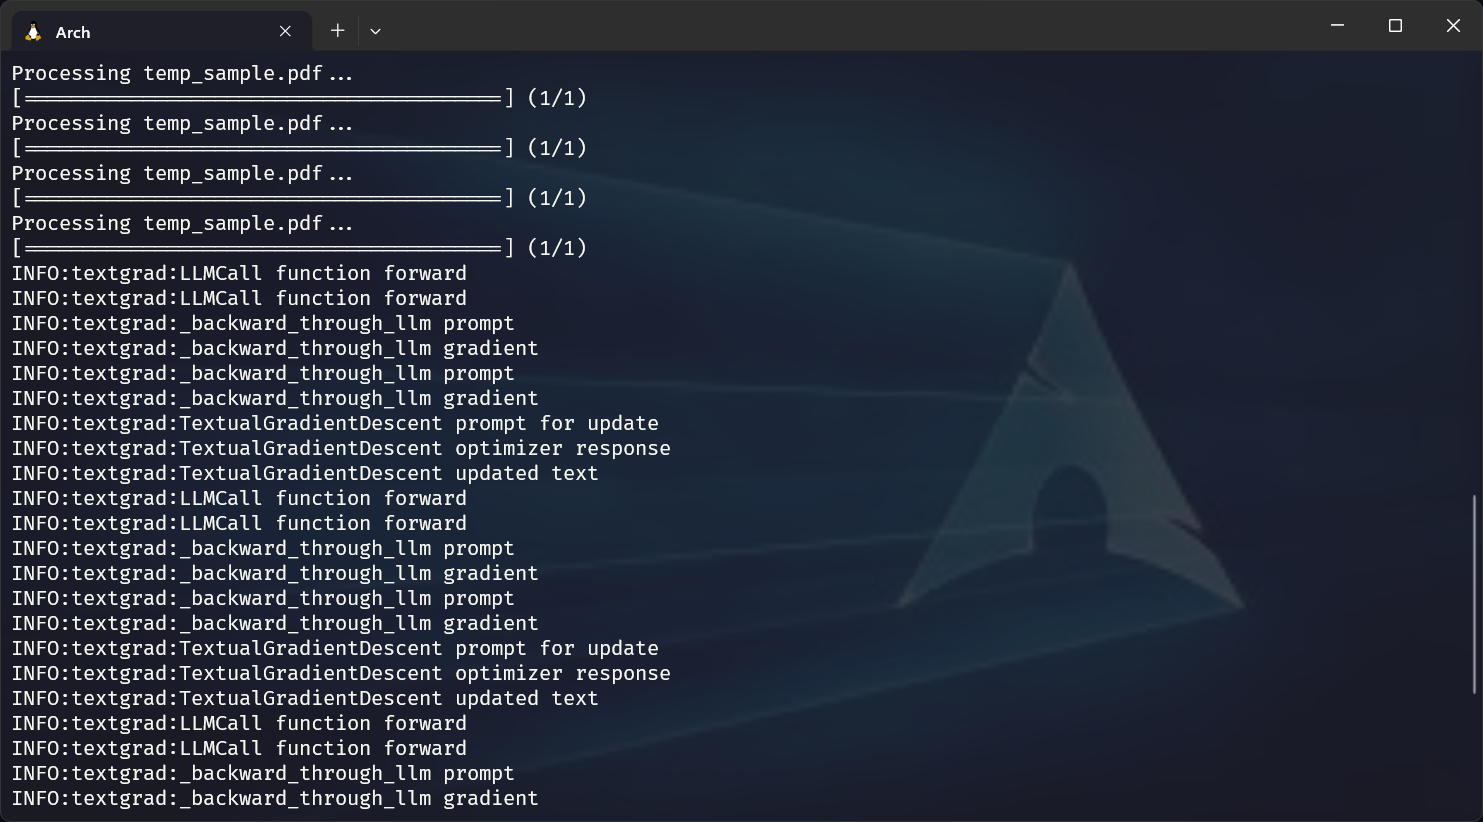 Arch
Processing temp_sample.pdf...
[========================================] (1/1)
Processing temp_sample.pdf...
[========================================] (1/1)
Processing temp_sample.pdf...
[========================================] (1/1)
Processing temp_sample.pdf...
[========================================] (1/1)
INFO:textgrad:LLMCall function forward
INFO:textgrad:LLMCall function forward
INFO:textgrad:_backward_through_llm prompt
INFO:textgrad:_backward_through_llm gradient
INFO:textgrad:_backward_through_llm prompt
INFO:textgrad:_backward_through_llm gradient
INFO:textgrad:TextualGradientDescent prompt for update
INFO:textgrad:TextualGradientDescent optimizer response
INFO:textgrad:TextualGradientDescent updated text
INFO:textgrad:LLMCall function forward
INFO:textgrad:LLMCall function forward
INFO:textgrad:_backward_through_llm prompt
INFO:textgrad:_backward_through_llm gradient
INFO:textgrad:_backward_through_llm prompt
INFO:textgrad:_backward_through_llm gradient
INFO:textgrad:TextualGradientDescent prompt for update
INFO:textgrad:TextualGradientDescent optimizer response
INFO:textgrad:TextualGradientDescent updated text
INFO:textgrad:LLMCall function forward
INFO:textgrad:LLMCall function forward
INFO:textgrad:_backward_through_llm prompt
INFO:textgrad:_backward_through_llm gradient